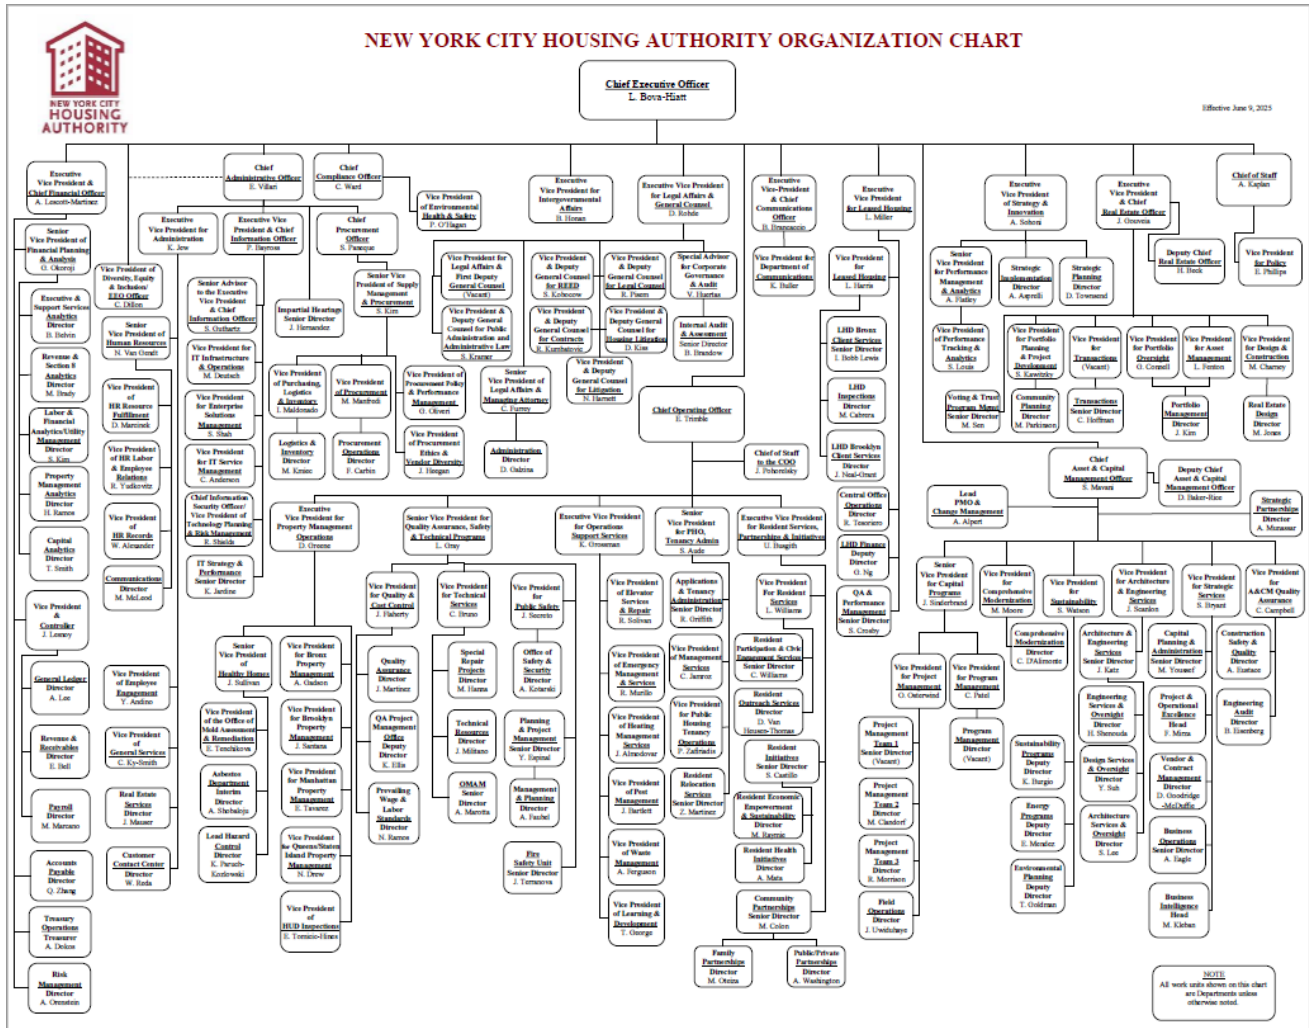 NEW YORK CITY HOUSING AUTHORITY ORGANIZATION CHART
NEW YORK CITY
HOUSING
AUTHORITY
Effective June 9, 2025
Chief Executive Officer
L. Bova-Hiatt
Executive
Vice President &
Chief Financial Officer
A. Lescott-Martinez
Chief
Administrative Officer
E. Villari
Chief
Compliance Officer
C. Ward
Vice President of
Environmental
Health & Safety
P. O'Hagan
Executive
Vice President for
Intergovernmental
Affairs
B. Honan
Executive Vice President
for Legal Affairs &
General Counsel
D. Rohde
Executive
Vice-President
& Chief
Communications
Officer
B. Brancaccio
Executive
Vice President
for Leased Housing
L. Miller
Executive
Vice President
of Strategy &
Innovation
A. Sohoni
Executive
Vice President
& Chief
Real Estate Officer
J. Gouveia
Chief of Staff
A. Kaplan
Senior
Vice President of
Financial Planning
& Analysis
O. Okoroji
Vice President of
Diversity, Equity
& Inclusion/
EEO Officer
C. Dillon
Executive
Vice President for
Administration
K. Jew
Executive Vice
President & Chief
Information Officer
P. Bayross
Chief
Procurement
Officer
S. Paneque
Senior Vice
President of Supply
Management
& Procurement
S. Kim
Impartial Hearings
Senior Director
J. Hernandez
Vice President for
Legal Affairs &
First Deputy
General Counsel
(Vacant)
Vice President
& Deputy
General Counsel
for REED
S. Kobocow
Vice President
& Deputy
General Counsel
for Legal Counsel
R. Posem
Special Advisor
for Corporate
Governance
& Audit
V. Huertas
Vice President for
Department of
Communications
K. Buller
Vice President
for
Leased Housing
L. Harris
Senior
Vice President
for Performance
Management &
Analytics
A. Flatley
Strategic
Implementation
Director
A. Asprelli
Strategic
Planning
Director
D. Townsend
Deputy Chief
Real Estate Officer
H. Beck
Vice President
for Policy
E. Phillips
Executive &
Support Services
Analytics
Director
B. Belvin
Senior
Vice President of
Human Resources
N. Van Gendt
Senior Advisor
to the Executive
Vice President
& Chief
Information Officer
S. Guthartz
Vice President &
Deputy General
Counsel for Public
Administration and
Administrative Law
S. Kramer
Vice President
& Deputy
General Counsel
for Contracts
R. Kurabatovic
Vice President
& Deputy General
Counsel for
Housing Litigation
D. Kiss
Internal Audit
& Assessment
Senior Director
B. Brandow
LHD Bronx
Client Services
Senior Director
I. Bobb Lewis
Vice President
of Performance
Tracking &
Analytics
S. Louis
Vice President
for Portfolio
Planning
& Project
Development
S. Kawitzky
Vice President
for
Transactions
(Vacant)
Vice President
for Portfolio
Oversight
G. Connell
Vice President
for Asset
Management
L. Fenton
Vice President
for Design &
Construction
M. Charney
Revenue &
Section 8
Analytics
Director
M. Brady
Vice President for
IT Infrastructure
& Operations
M. Deutsch
Vice President
of Purchasing,
Logistics
& Inventory
I. Maldonado
Vice President
of Procurement
M. Manfredi
Vice President of
Procurement Policy
& Performance
Management
O. Oliveri
Senior
Vice President of
Legal Affairs &
Managing Attorney
C. Furrey
Vice President
& Deputy
General Counsel
for Litigation
N. Harnett
Vice President
of
HR Resource
Fulfillment
D. Marcinek
Vice President
for Enterprise
Solutions
Management
S. Shah
LHD
Inspections
Director
M. Cabrera
Voting & Trust
Program Mgmt
Senior Director
M. Sen
Community
Planning
Director
M. Parkinson
Transactions
Senior Director
C. Hoffman
Portfolio
Management
Director
J. Kim
Real Estate
Design
Director
M. Jones
Chief Operating Officer
E. Trimble
Labor &
Financial
Analytics/Utility
Management
Director
S. Kim
Vice President
of HR Labor
& Employee
Relations
R. Yudkovitz
Vice President
for IT Service
Management
C. Anderson
Logistics &
Inventory
Director
M. Kniec
Procurement
Operations
Director
F. Carbin
Vice President
of Procurement
Ethics &
Vendor Diversity
J. Heegan
Administration
Director
D. Galzina
Chief of Staff
to the COO
J. Pohorelsky
LHD Brooklyn
Client Services
Director
J. Neal-Grant
Chief
Asset & Capital
Management Officer
S. Mavani
Deputy Chief
Asset & Capital
Management Officer
D. Baker-Rice
Property
Management
Analytics
Director
H. Ramos
Vice President
of
HR Records
W. Alexander
Chief Information
Security Officer/
Vice President of
Technology Planning
& Risk Management
R. Shields
Central Office
Operations
Director
R. Tesoriero
Lead
PMO &
Change Management
A. Alpert
Strategic
Partnerships
Director
A. Munassar
Capital
Analytics
Director
T. Smith
Communications
Director
M. McLeod
IT Strategy &
Performance
Senior Director
K. Jardine
Executive
Vice President for
Property Management
Operations
D. Greene
Senior Vice President for
Quality Assurance, Safety
& Technical Programs
L. Gray
Executive
Vice President for Operations
Support Services
K. Grossman
Senior
Vice President
for PHO,
Tenancy Admin
S. Aude
Executive Vice President
for Resident Services,
Partnerships & Initiatives
U. Busgith
LHD Finance
Deputy
Director
O. Ng
QA &
Performance
Management
Senior Director
S. Crosby
Vice President
&
Controller
J. Lesnoy
Vice President
for Quality &
Cost Control
J. Flaherty
Vice President
for Technical
Services
C. Bruno
Vice President
for
Public Safety
J. Secreto
Vice President
of Elevator
Services
& Repair
R. Solivan
Applications
& Tenancy
Administration
Senior Director
R. Griffith
Vice President
For Resident
Services
L. Williams
Senior
Vice President
for Capital
Programs
J. Sinderbrand
Vice President
for
Comprehensive
Modernization
M. Moore
Vice President
for
Sustainability
S. Watson
Vice President
for Architecture
& Engineering
Services
J. Scanlon
Vice President
for Strategic
Services
S. Bryant
Vice President
for
A&CM Quality
Assurance
C. Campbell
General Ledger
Director
A. Lee
Vice President
of Employee
Engagement
Y. Andino
Senior
Vice President
of
Healthy Homes
J. Sullivan
Vice President
for Bronx
Property
Management
A. Gadson
Quality
Assurance
Director
J. Martinez
Special
Repair
Projects
Director
M. Hanna
Office of
Safety &
Security
Director
A. Kotarski
Vice President
of Emergency
Management
& Services
R. Murillo
Vice President
of Management
Services
C. Jamroz
Resident
Participation & Civic
Engagement Services
Senior Director
C. Williams
Vice President
for Project
Management
O. Osterwind
Vice President
for Program
Management
C. Patel
Comprehensive
Modernization
Director
C. D'Alimonte
Architecture &
Engineering
Services
Senior Director
J. Katz
Capital
Planning &
Administration
Senior Director
M. Youssef
Construction
Safety &
Quality
Director
A. Eustace
Revenue &
Receivables
Director
E. Bell
Vice President
of
General Services
C. Ky-Smith
Vice President
of the Office of
Mold Assessment
& Remediation
E. Tenchikova
Vice President
for Brooklyn
Property
Management
J. Santana
QA Project
Management
Office
Deputy
Director
K. Ellis
Technical
Resources
Director
J. Militano
Planning
& Project
Management
Senior Director
Y. Espinal
Vice President
of Heating
Management
Services
J. Almodovar
Vice President
for Public
Housing
Tenancy
Operations
P. Zafiriadis
Resident
Outreach Services
Director
D. Van
Heusen-Thomas
Project
Management
Team 1
Senior Director
(Vacant)
Program
Management
Director
(Vacant)
Sustainability
Programs
Deputy
Director
K. Burgio
Engineering
Services &
Oversight
Director
H. Shenouda
Project &
Operational
Excellence
Head
F. Mirza
Engineering
Audit
Director
B. Eisenberg
Payroll
Director
M. Marcano
Real Estate
Services
Director
J. Mauser
Asbestos
Department
Interim
Director
A. Shobaloju
Vice President
for Manhattan
Property
Management
E. Tavarez
Prevailing
Wage &
Labor
Standards
Director
N. Ramos
OMAM
Senior
Director
A. Marotta
Management
& Planning
Director
A. Faubel
Vice President
of Pest
Management
J. Bartlett
Resident
Relocation
Services
Senior Director
Z. Martinez
Resident
Initiatives
Senior Director
S. Castillo
Project
Management
Team 2
Director
M. Clandorf
Energy
Programs
Deputy
Director
E. Mendez
Design Services
& Oversight
Director
Y. Suh
Vendor &
Contract
Management
Director
D. Goodridge
-McDuffie
Accounts
Payable
Director
Q. Zhang
Customer
Contact Center
Director
W. Reda
Lead Hazard
Control
Director
K. Paruch-
Kozlowski
Vice President
for Queens/Staten
Island Property
Management
N. Drew
Fire
Safety Unit
Senior Director
J. Terranova
Vice President
of Waste
Management
A. Ferguson
Resident Economic
Empowerment
& Sustainability
Director
M. Rayenic
Resident Health
Initiatives
Director
A. Mata
Project
Management
Team 3
Director
R. Morrison
Environmental
Planning
Deputy
Director
T. Goldman
Architecture
Services &
Oversight
Director
S. Lee
Business
Operations
Senior Director
A. Eagle
Treasury
Operations
Treasurer
A. Dokos
Vice President
of
HUD Inspections
E. Tornicio-Hines
Vice President
of Learning &
Development
T. George
Community
Partnerships
Senior Director
M. Colon
Field
Operations
Director
J. Uwiduhaye
Business
Intelligence
Head
M. Kleban
Risk
Management
Director
A. Orenstein
Family
Partnerships
Director
M. Oteiza
Public/Private
Partnerships
Director
A. Washington
NOTE
All work units shown on this chart
are Departments unless
otherwise noted.